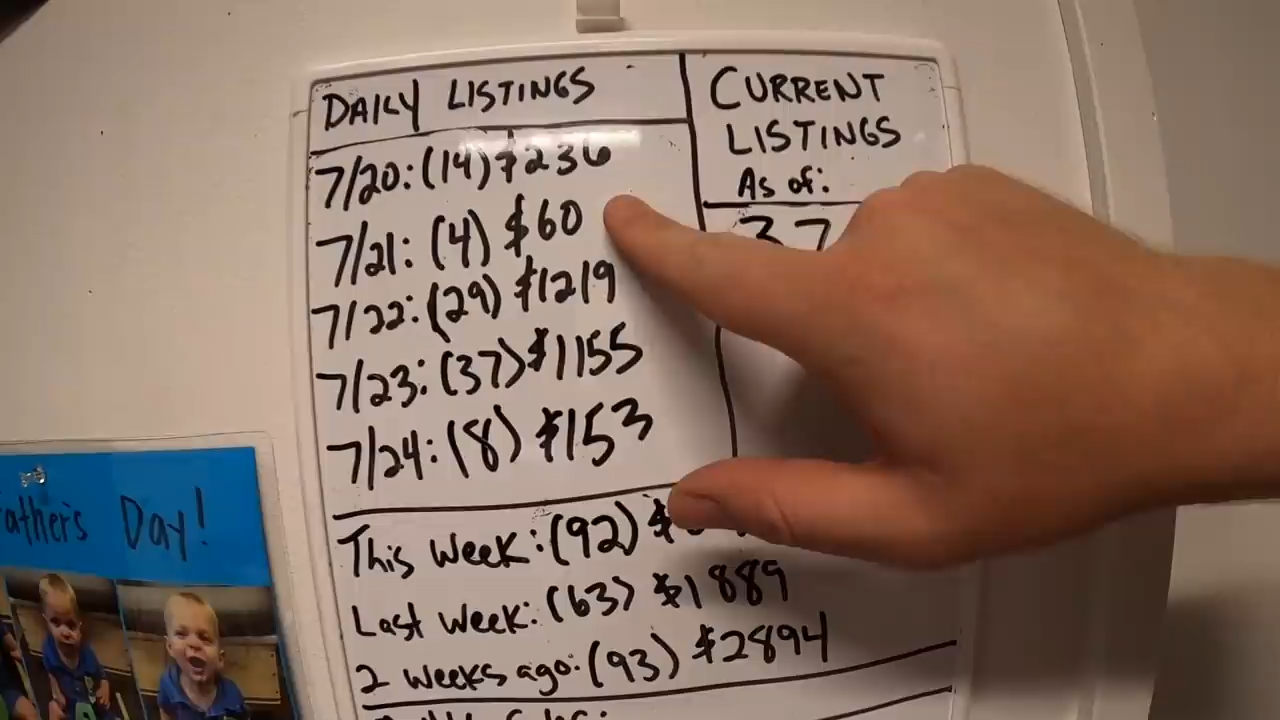 DAILY LISTINGS
7/20: (14) $236
7/21: (4) $60
7/22: (29) $1219
7/23: (37) $1155
7/24: (8) $153
This Week: (92) $
Last Week: (63) $1889
2 weeks ago: (93) $2894
CURRENT
LISTINGS
As of:
37
Father's Day!